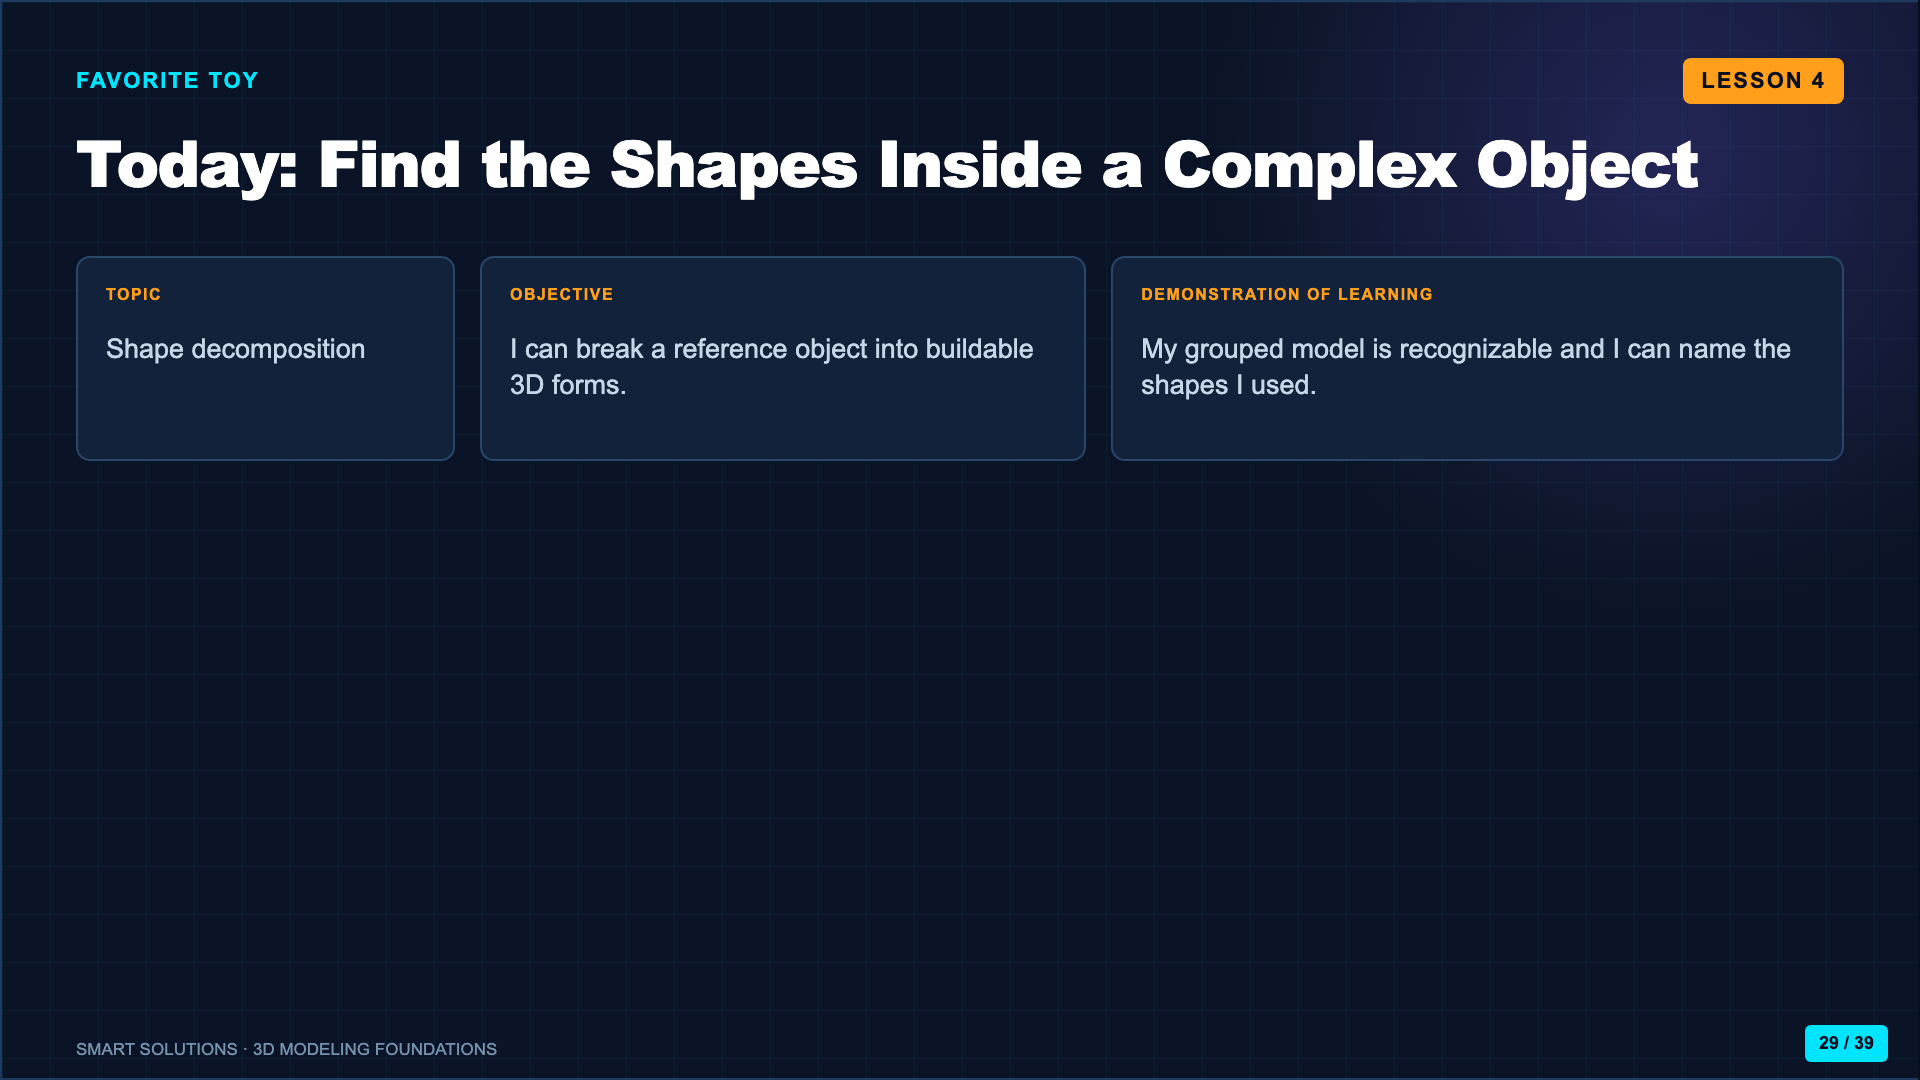 FAVORITE TOY
LESSON 4
Today: Find the Shapes Inside a Complex Object
TOPIC
Shape decomposition
OBJECTIVE
I can break a reference object into buildable
3D forms.
DEMONSTRATION OF LEARNING
My grouped model is recognizable and I can name the
shapes I used.
SMART SOLUTIONS · 3D MODELING FOUNDATIONS
29 / 39